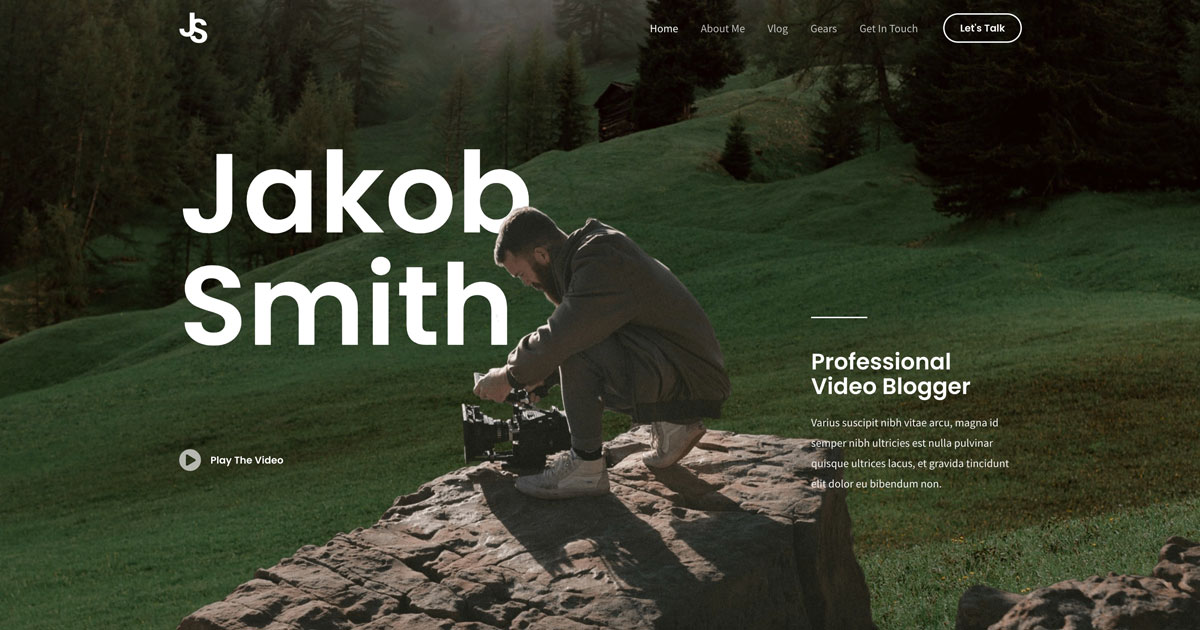 JS
Home
About Me
Vlog
Gears
Get In Touch
Let's Talk
Jakob
Smith
Professional
Video Blogger
Varius suscipit nibh vitae arcu, magna id
semper nibh ultricies est nulla pulvinar
quisque ultrices lacus, et gravida tincidunt
elit dolor eu bibendum non.
Play The Video